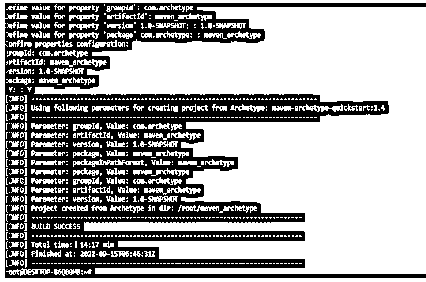 efine value for property 'groupId': com.archetype
efine value for property 'artifactId': maven_archetype
efine value for property 'version' 1.0-SNAPSHOT: : 1.0-SNAPSHOT
efine value for property 'package' com.archetype: : maven_archetype
onfirm properties configuration:
roupId: com.archetype
rtifactId: maven_archetype
ersion: 1.0-SNAPSHOT
ackage: maven_archetype
Y: : Y
[INFO] ----------------------------------------------------------------------------
[INFO] Using following parameters for creating project from Archetype: maven-archetype-quickstart:1.4
[INFO] ----------------------------------------------------------------------------
[INFO] Parameter: groupId, Value: com.archetype
[INFO] Parameter: artifactId, Value: maven_archetype
[INFO] Parameter: version, Value: 1.0-SNAPSHOT
[INFO] Parameter: package, Value: maven_archetype
[INFO] Parameter: packageInPathFormat, Value: maven_archetype
[INFO] Parameter: package, Value: maven_archetype
[INFO] Parameter: groupId, Value: com.archetype
[INFO] Parameter: artifactId, Value: maven_archetype
[INFO] Parameter: version, Value: 1.0-SNAPSHOT
[INFO] Project created from Archetype in dir: /root/maven_archetype
[INFO] ------------------------------------------------------------------------
[INFO] BUILD SUCCESS
[INFO] ------------------------------------------------------------------------
[INFO] Total time: 14:17 min
[INFO] Finished at: 2022-09-15T06:46:31Z
[INFO] ------------------------------------------------------------------------